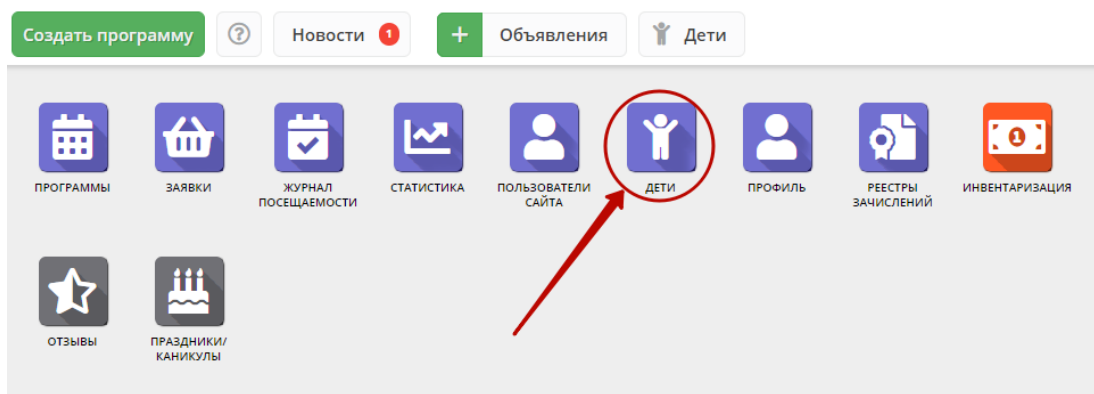 Создать программу ? Новости 1 + Объявления Дети
ПРОГРАММЫ ЗАЯВКИ ЖУРНАЛ ПОСЕЩАЕМОСТИ СТАТИСТИКА ПОЛЬЗОВАТЕЛИ САЙТА ДЕТИ ПРОФИЛЬ РЕЕСТРЫ ЗАЧИСЛЕНИЙ 1 ИНВЕНТАРИЗАЦИЯ
ОТЗЫВЫ ПРАЗДНИКИ/
КАНИКУЛЫ